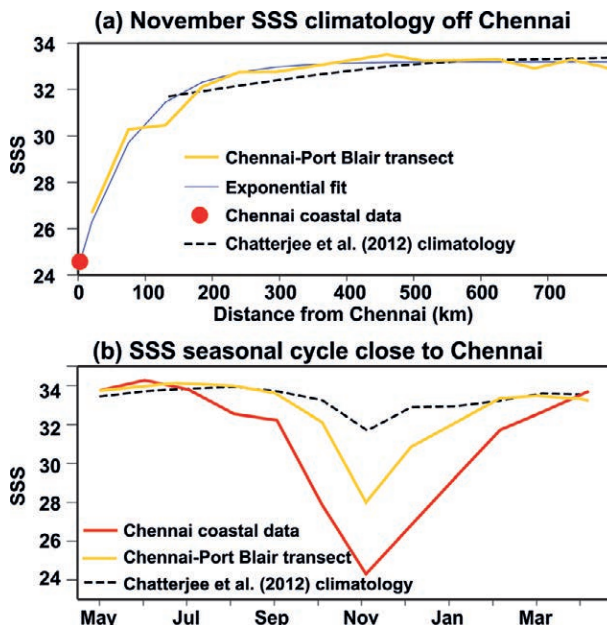 (a) November SSS climatology off Chennai
34
32
30
28
26
24
SSS
Chennai-Port Blair transect
Exponential fit
Chennai coastal data
Chatterjee et al. (2012) climatology
0 100 200 300 400 500 600 700
Distance from Chennai (km)
(b) SSS seasonal cycle close to Chennai
34
32
30
28
26
24
SSS
Chennai coastal data
Chennai-Port Blair transect
Chatterjee et al. (2012) climatology
May Jul Sep Nov Jan Mar